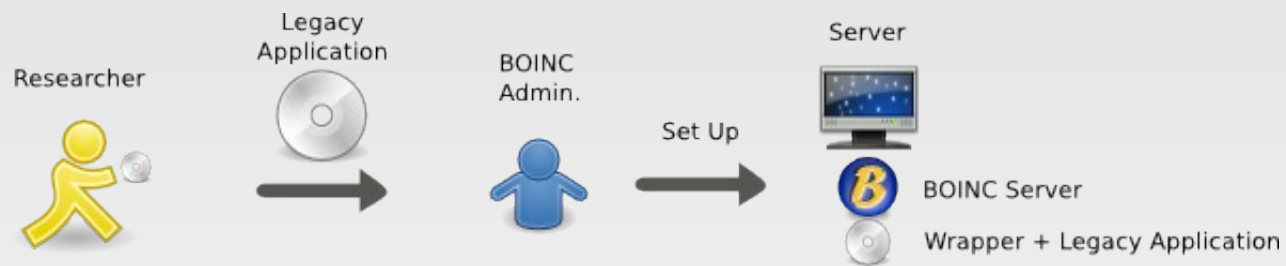 Researcher
Legacy
Application
BOINC
Admin.
Set Up
Server
B
BOINC Server
Wrapper + Legacy Application